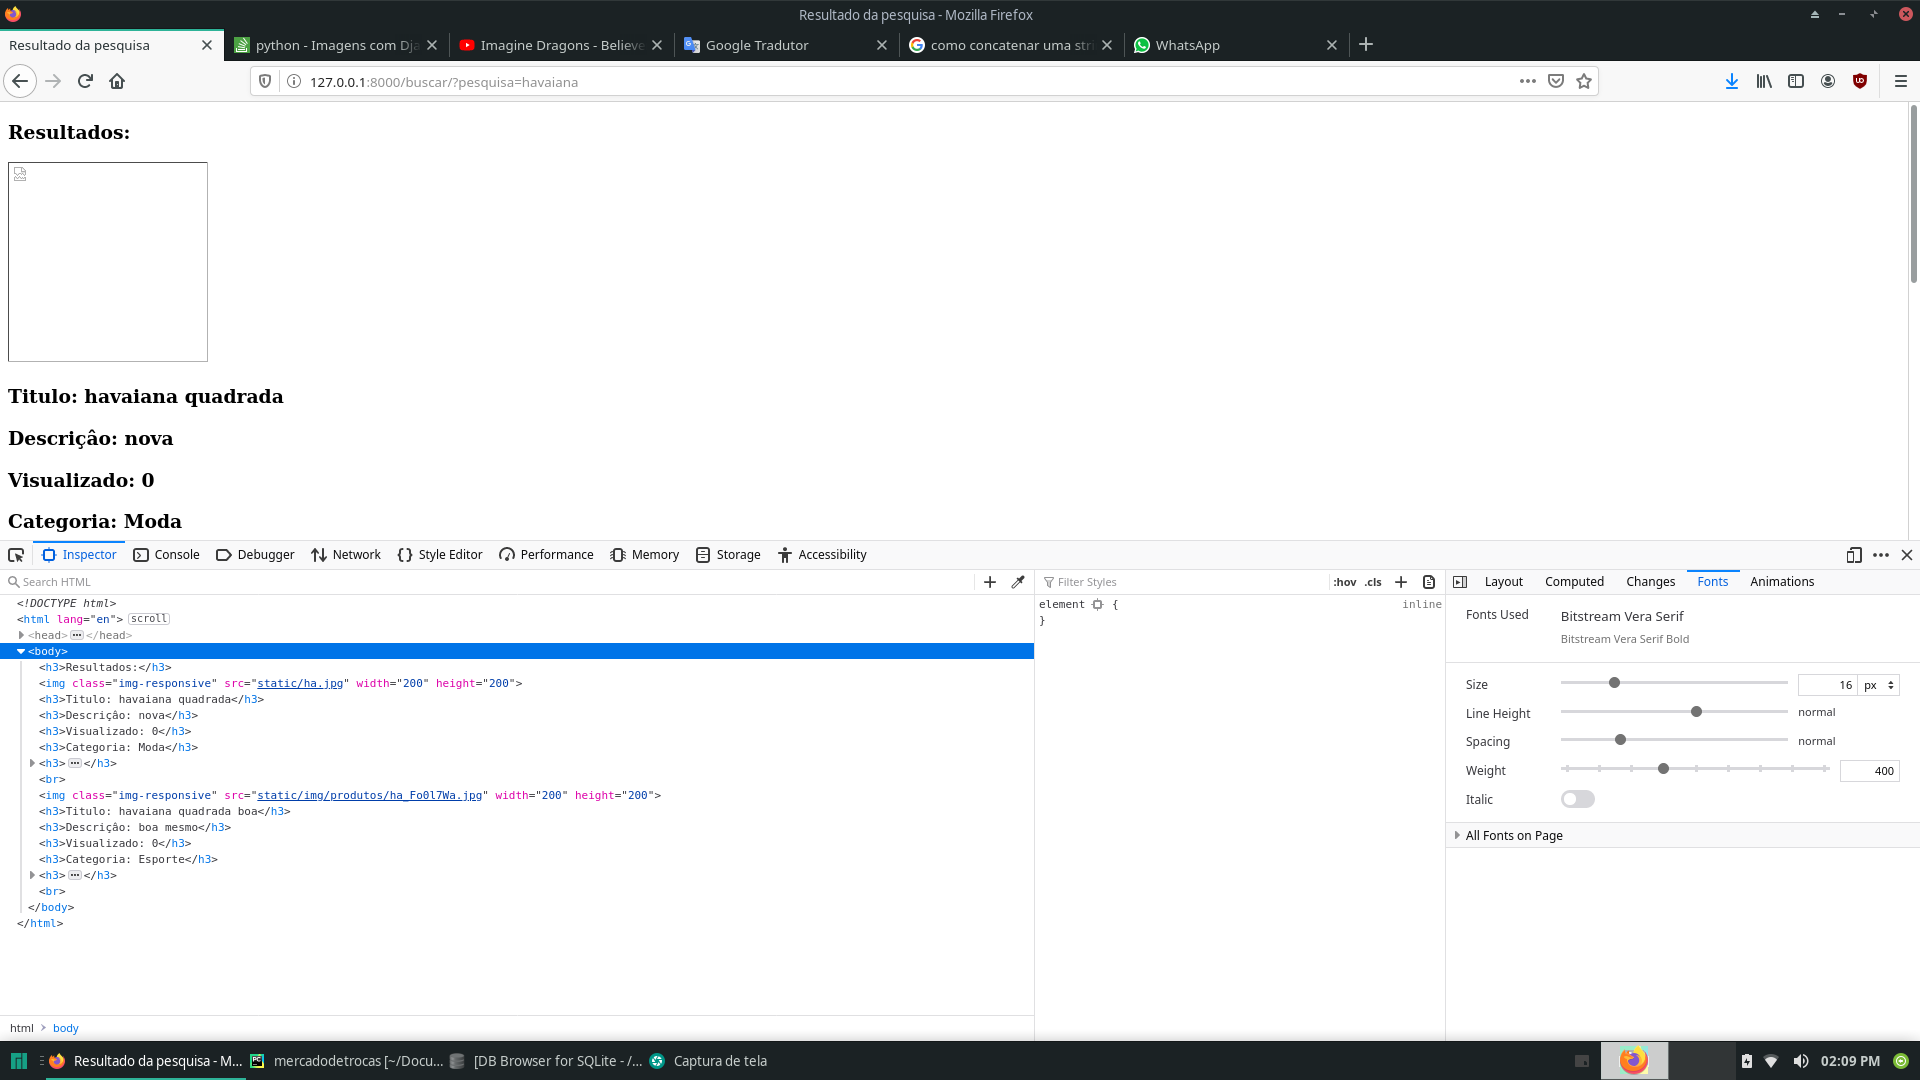 Resultado da pesquisa - Mozilla Firefox
Resultado da pesquisa
python - Imagens com Dja
Imagine Dragons - Believe
Google Tradutor
como concatenar uma stri
WhatsApp
127.0.0.1:8000/buscar/?pesquisa=havaiana
Resultados:
Titulo: havaiana quadrada
Descriçâo: nova
Visualizado: 0
Categoria: Moda
Inspector Console Debugger Network Style Editor Performance Memory Storage Accessibility
Search HTML
<!DOCTYPE html>
<html lang="en"> scroll
<head> ••• </head>
<body>
<h3>Resultados:</h3>
<img class="img-responsive" src="static/ha.jpg" width="200" height="200">
<h3>Titulo: havaiana quadrada</h3>
<h3>Descriçâo: nova</h3>
<h3>Visualizado: 0</h3>
<h3>Categoria: Moda</h3>
<h3> ••• </h3>
<br>
<img class="img-responsive" src="static/img/produtos/ha_Fo0l7Wa.jpg" width="200" height="200">
<h3>Titulo: havaiana quadrada boa</h3>
<h3>Descriçâo: boa mesmo</h3>
<h3>Visualizado: 0</h3>
<h3>Categoria: Esporte</h3>
<h3> ••• </h3>
<br>
</body>
</html>
html > body
Filter Styles :hov .cls
element { inline
}
Layout Computed Changes Fonts Animations
Fonts Used Bitstream Vera Serif
Bitstream Vera Serif Bold
Size 16 px
Line Height normal
Spacing normal
Weight 400
Italic
All Fonts on Page
Resultado da pesquisa - M...
mercadodetrocas [~/Docu...
[DB Browser for SQLite - /...
Captura de tela
02:09 PM